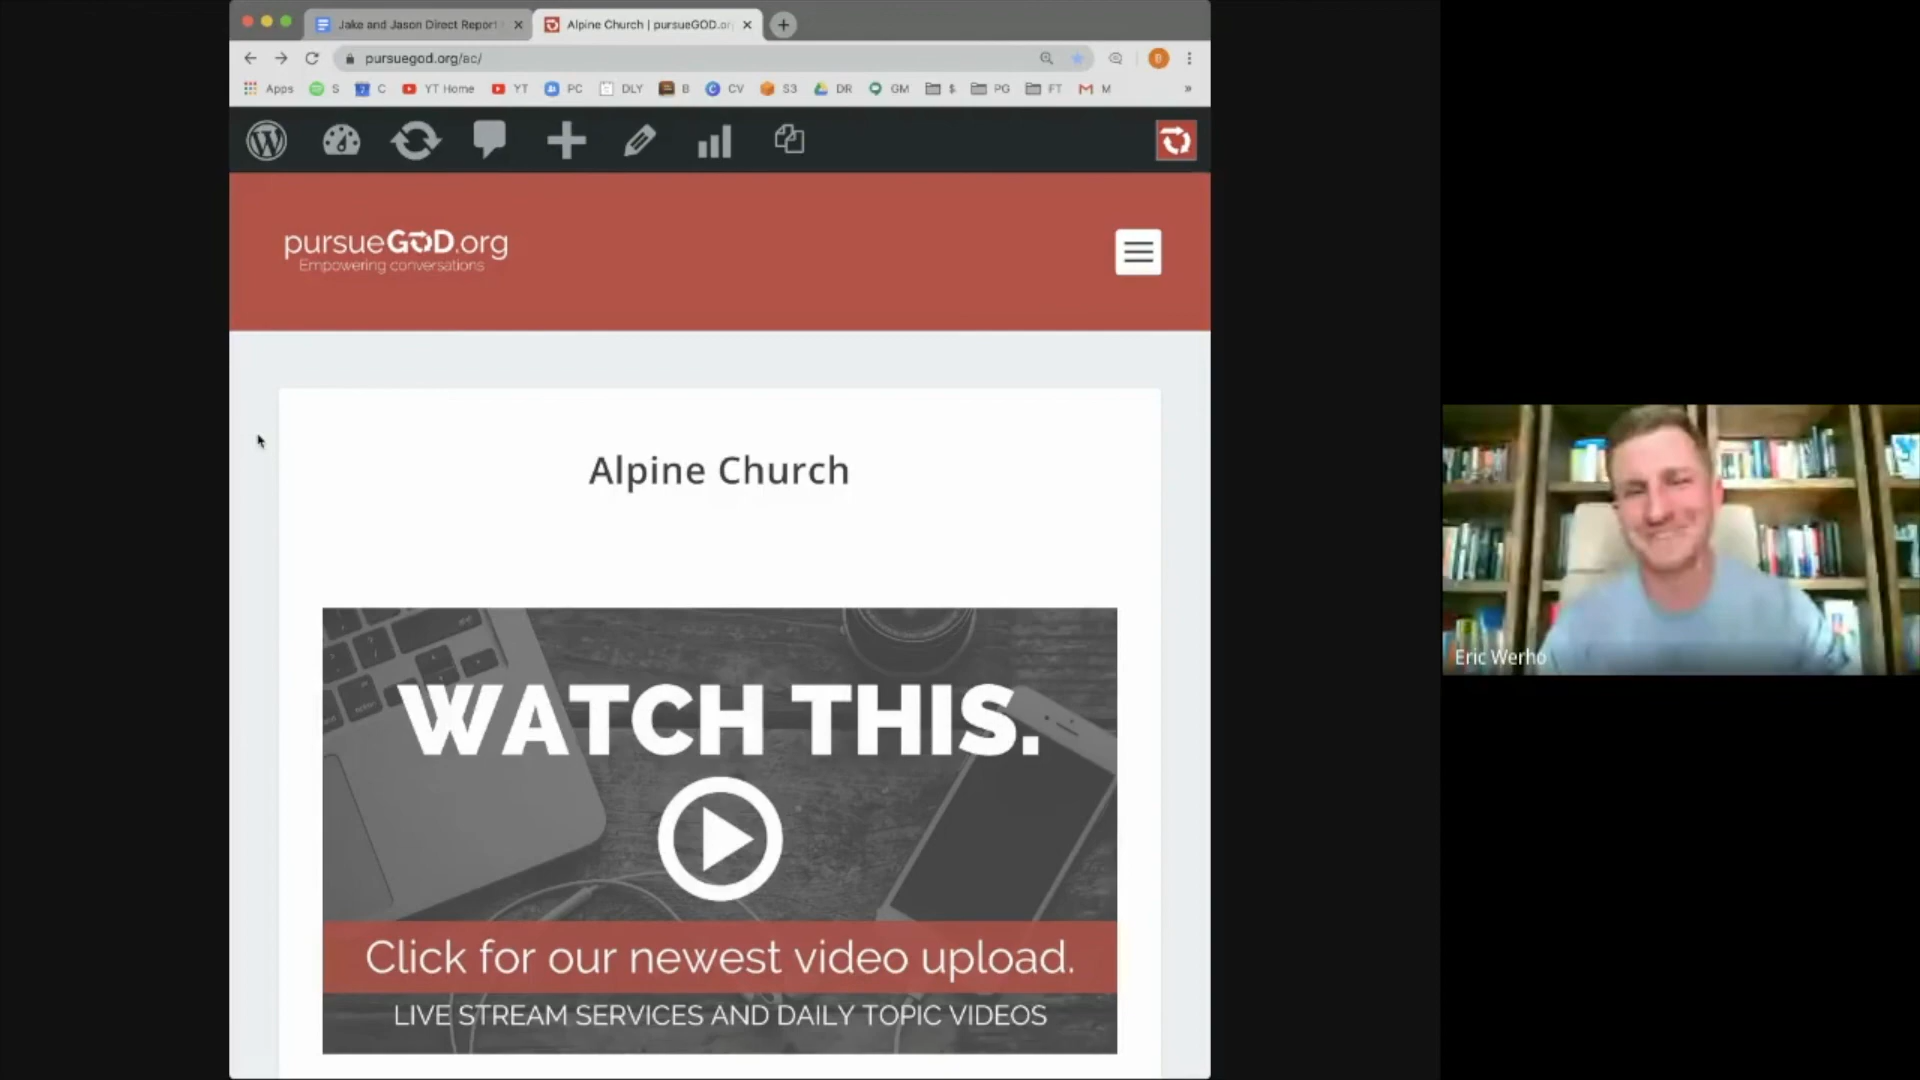 Jake and Jason Direct Report
Alpine Church | pursueGOD.or
pursuegod.org/ac/
B
Apps S C YT Home YT PC DLY B CV S3 DR GM $ PG FT M »
pursueGOD.org
Empowering conversations
Alpine Church
WATCH THIS.
Click for our newest video upload.
LIVE STREAM SERVICES AND DAILY TOPIC VIDEOS
Eric Werho